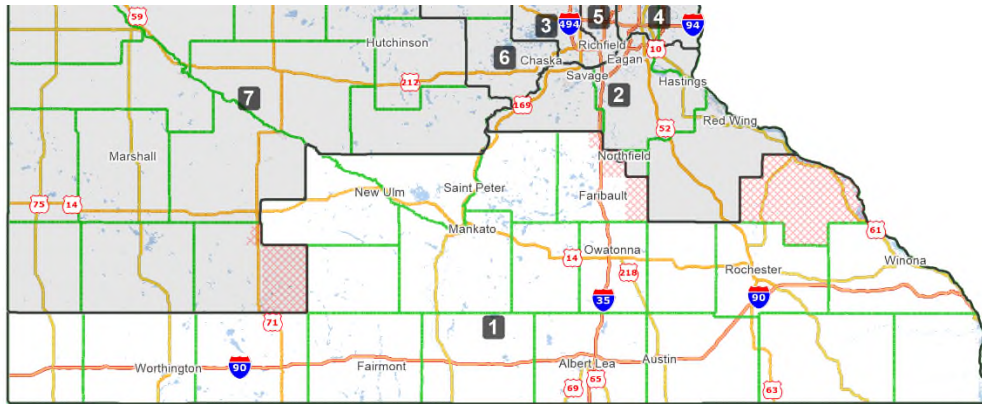 59
3
494
5
4
94
Hutchinson
Richfield
10
6
Chaska
Eagan
Savage
212
Hastings
7
169
2
Red Wing
52
Marshall
Northfield
Saint Peter
New Ulm
Faribault
75
14
Mankato
61
Owatonna
14
Winona
218
Rochester
35
90
71
1
Albert Lea
Austin
Worthington
90
Fairmont
69
65
63